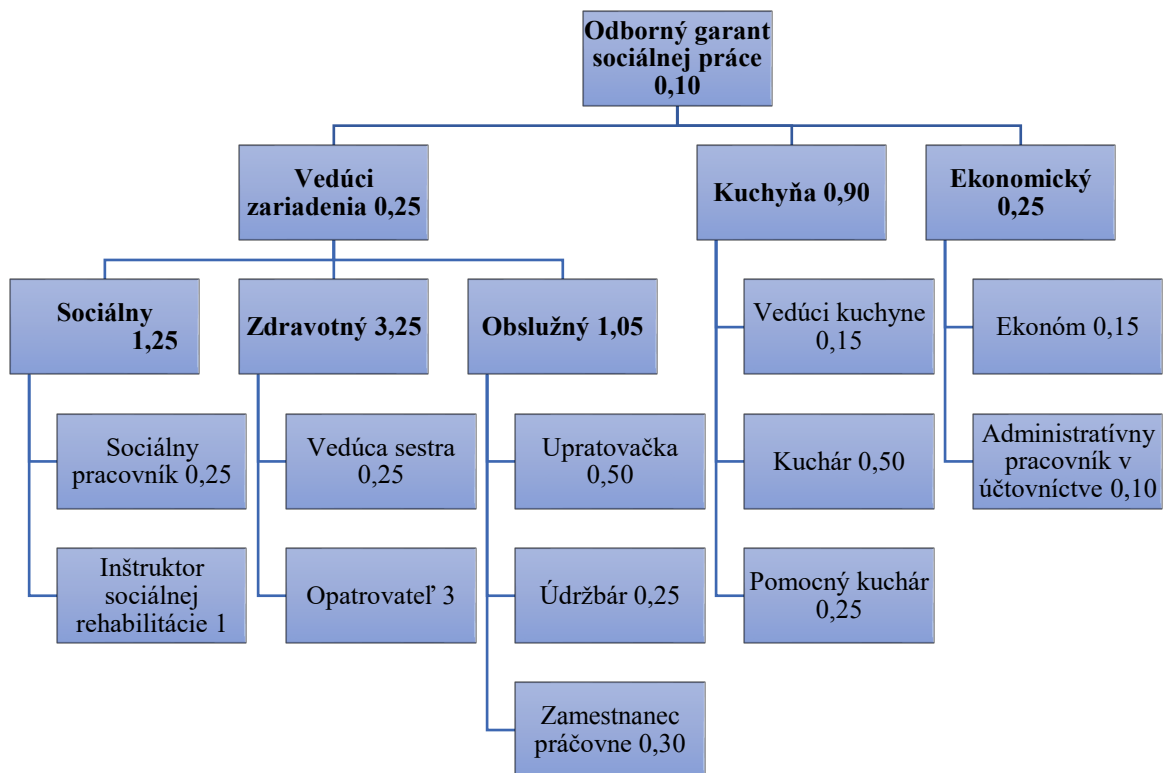 Odborný garant
sociálnej práce
0,10
Vedúci
zariadenia 0,25
Kuchyňa 0,90
Ekonomický
0,25
Sociálny
1,25
Zdravotný 3,25
Obslužný 1,05
Vedúci kuchyne
0,15
Ekonóm 0,15
Sociálny
pracovník 0,25
Vedúca sestra
0,25
Upratovačka
0,50
Kuchár 0,50
Administratívny
pracovník v
účtovníctve 0,10
Inštruktor
sociálnej
rehabilitácie 1
Opatrovateľ 3
Údržbár 0,25
Pomocný kuchár
0,25
Zamestnanec
práčovne 0,30